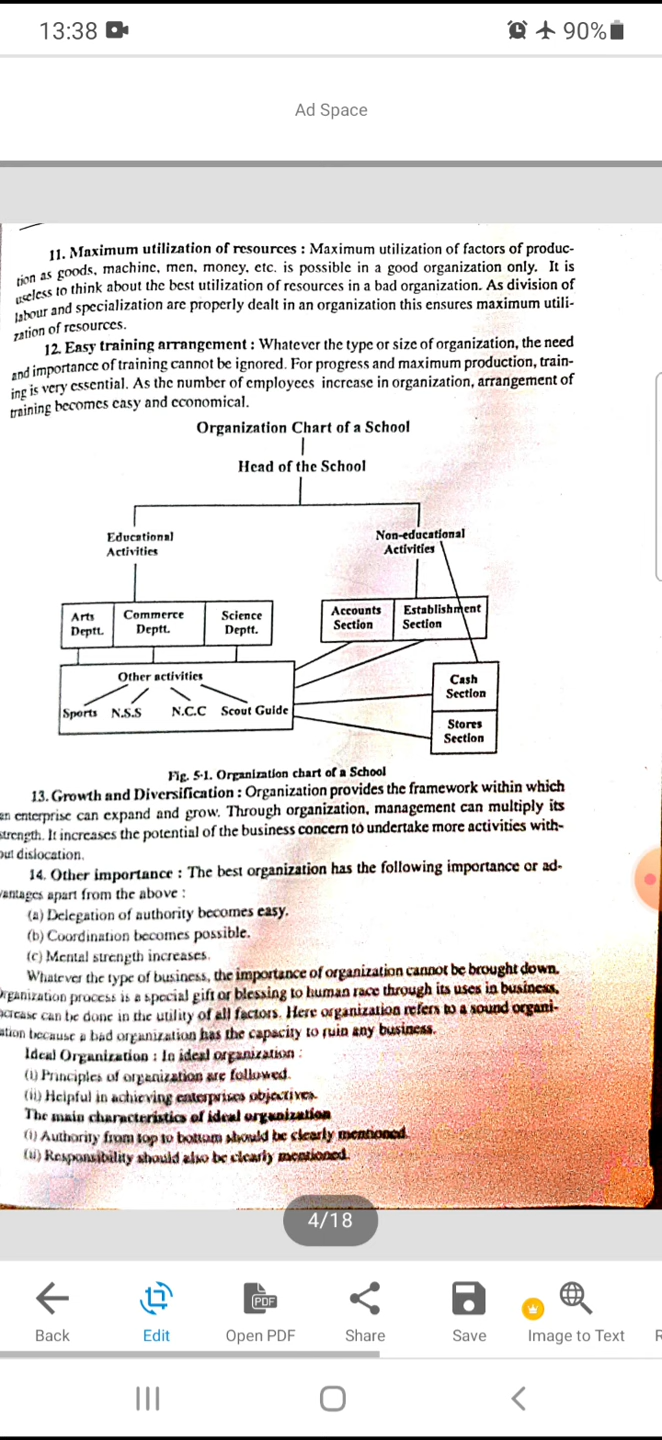 13:38
90%
Ad Space
11. Maximum utilization of resources : Maximum utilization of factors of produc-
tion as goods, machine, men, money, etc. is possible in a good organization only. It is
useless to think about the best utilization of resources in a bad organization. As division of
labour and specialization are properly dealt in an organization this ensures maximum utili-
zation of resources.
12. Easy training arrangement : Whatever the type or size of organization, the need
and importance of training cannot be ignored. For progress and maximum production, train-
ing is very essential. As the number of employees increase in organization, arrangement of
training becomes easy and economical.
Organization Chart of a School
Head of the School
Educational
Activities
Non-educational
Activities
Arts
Deptt.
Commerce
Deptt.
Science
Deptt.
Accounts
Section
Establishment
Section
Other activities
Sports N.S.S N.C.C Scout Guide
Cash
Section
Stores
Section
Fig. 5·1. Organization chart of a School
13. Growth and Diversification : Organization provides the framework within which
an enterprise can expand and grow. Through organization, management can multiply its
strength. It increases the potential of the business concern to undertake more activities with-
out dislocation.
14. Other importance : The best organization has the following importance or ad-
vantages apart from the above :
(a) Delegation of authority becomes easy.
(b) Coordination becomes possible.
(c) Mental strength increases.
Whatever the type of business, the importance of organization cannot be brought down.
Organization process is a special gift or blessing to human race through its uses in business,
increase can be done in the utility of all factors. Here organization refers to a sound organi-
ation because a bad organization has the capacity to ruin any business.
Ideal Organization : In ideal organization :
(i) Principles of organization are followed.
(ii) Helpful in achieving enterprises objectives.
The main characteristics of ideal organization
(i) Authority from top to bottom should be clearly mentioned.
(ii) Responsibility should also be clearly mentioned.
4/18
PDF
Back Edit Open PDF Share Save Image to Text